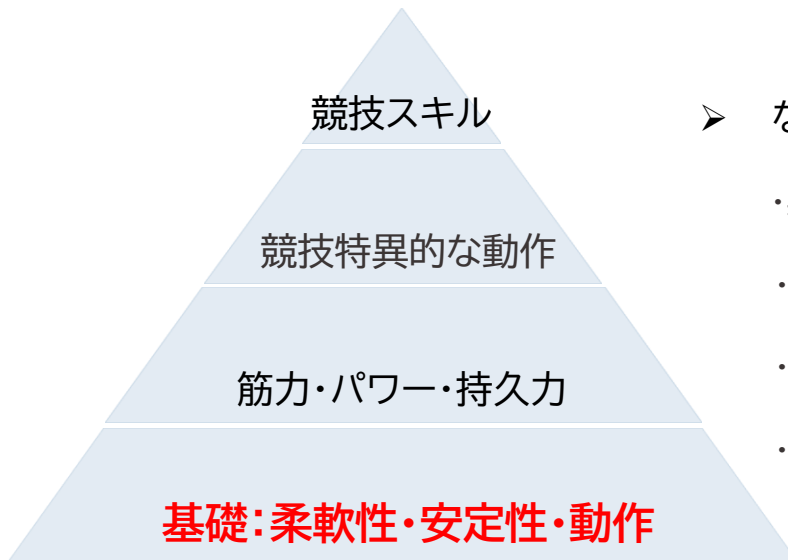 競技スキル
競技特異的な動作
筋力・パワー・持久力
基礎：柔軟性・安定性・動作
➢ な